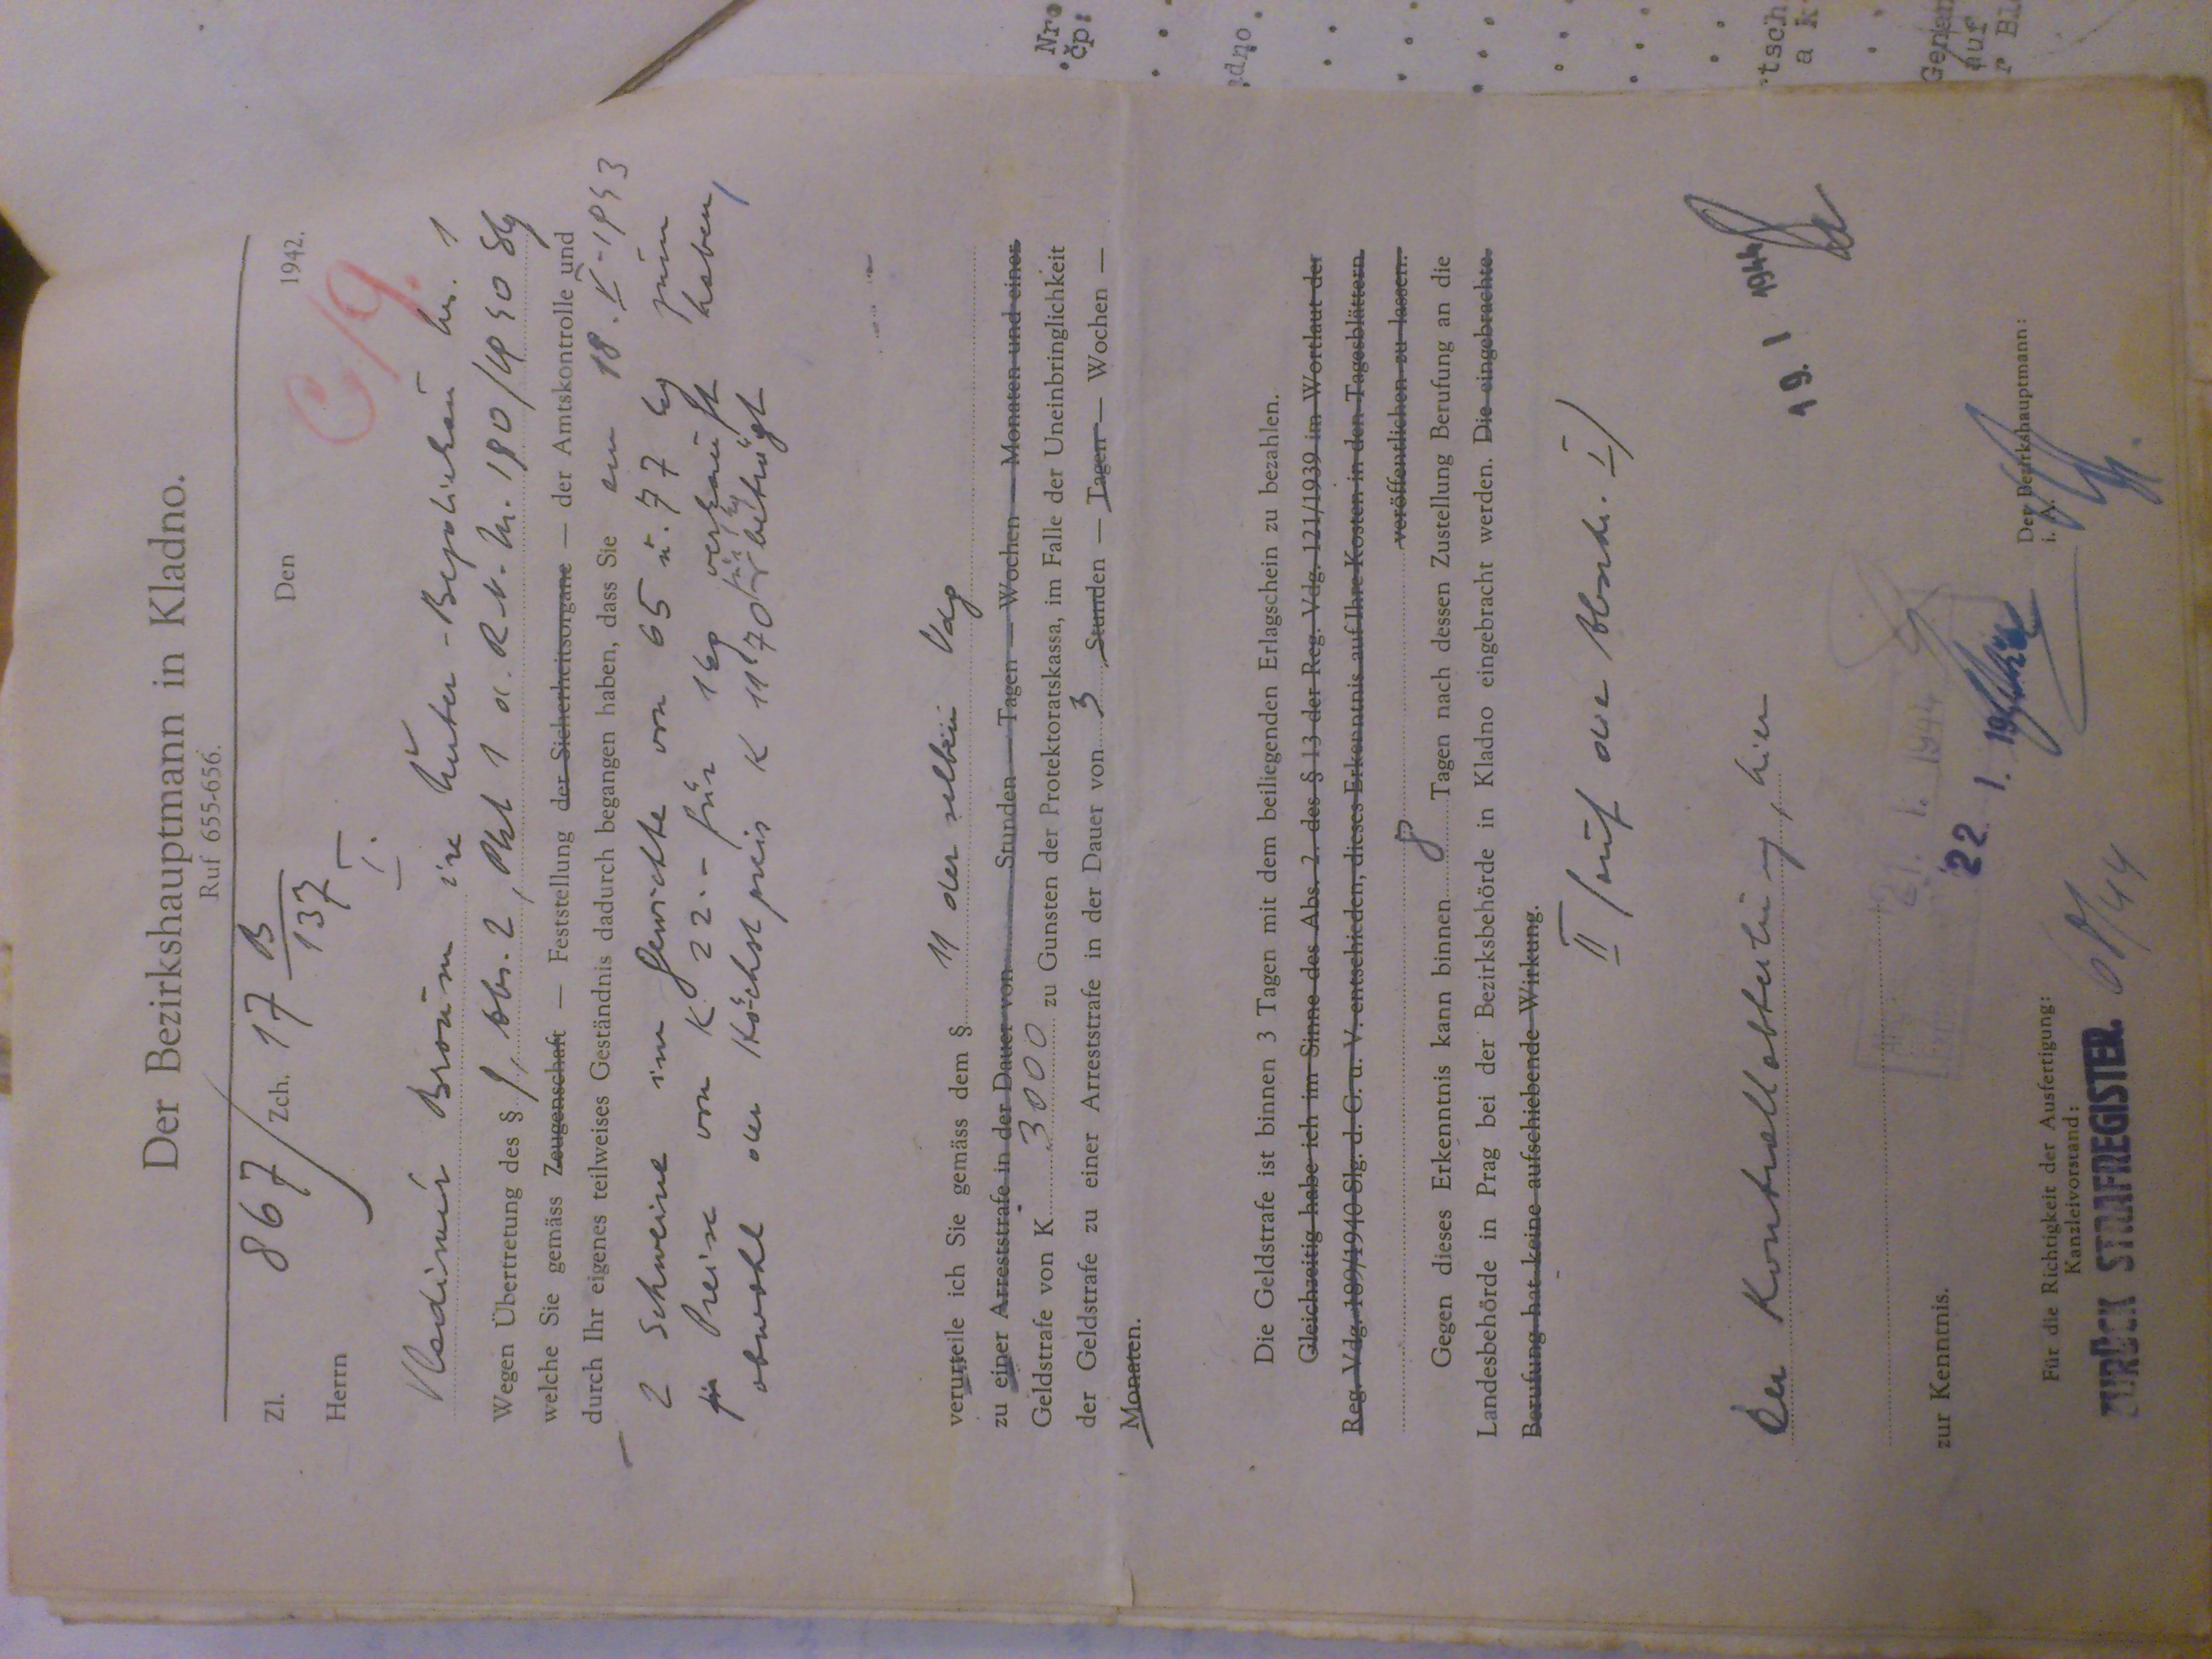 Der Bezirkshauptmann in Kladno.
Ruf 655-656.
Zl. 867/Zch. 17 B/137 Den 1942.
C/9.
Herrn
I.
Vladimír Broum in Unter - Bezdiekau Nr. 1
Wegen Übertretung des § 9, Abs. 2, Pkt 1 d. R.V. Nr. 190/1940 Slg
welche Sie gemäss Zeugenschaft — Feststellung der Sicherheitsorgane — der Amtskontrolle und
durch Ihr eigenes teilweises Geständnis dadurch begangen haben, dass Sie am 18. V. 1943
2 Schweine im Gewichte von 65 u. 77 kg zum
Preise von K 22.- für 1 kg verkauft haben,
obwohl der Höchstpreis K 11.70 für 1 kg beträgt
verurteile ich Sie gemäss dem § 11 der selben Vdg
zu einer Arreststrafe in der Dauer von Stunden — Tagen — Wochen — Monaten und einer
Geldstrafe von K 3000 zu Gunsten der Protektoratskassa, im Falle der Uneinbringlichkeit
der Geldstrafe zu einer Arreststrafe in der Dauer von 3 Stunden — Tagen — Wochen —
Monaten.
Die Geldstrafe ist binnen 3 Tagen mit dem beiliegenden Erlagschein zu bezahlen.
Gleichzeitig habe ich im Sinne des Abs. 2. des § 13 der Reg. Vdg. 121/1939 im Wortlaut der
Reg. Vdg. 189/1940 Slg. d. G. u. V. entschieden, dieses Erkenntnis auf Ihre Kosten in den Tagesblättern
veröffentlichen zu lassen.
Gegen dieses Erkenntnis kann binnen 8 Tagen nach dessen Zustellung Berufung an die
Landesbehörde in Prag bei der Bezirksbehörde in Kladno eingebracht werden. Die eingebrachte
Berufung hat keine aufschiebende Wirkung.
II (auf die Abschr. I)
Der Kontrollabteilung, hier
19. I 1944
21. 1. 1944
zur Kenntnis.
22. 1. 19
Der Bezirkshauptmann:
i. A.
Für die Richtigkeit der Ausfertigung:
Kanzleivorstand:
ZURÜCK STRAFREGISTER.
Nr.
čp:
adno
tsch
a k
Genan
auf
r Bl